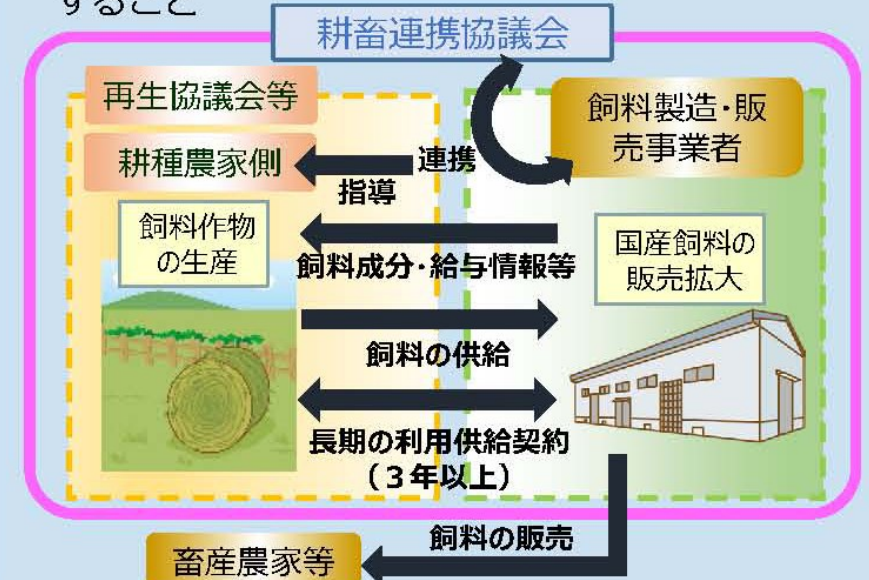 すること
耕畜連携協議会
再生協議会等
耕種農家側
飼料製造・販
売事業者
連携
指導
飼料作物
の生産
飼料成分・給与情報等
国産飼料の
販売拡大
飼料の供給
長期の利用供給契約
（３年以上）
飼料の販売
畜産農家等